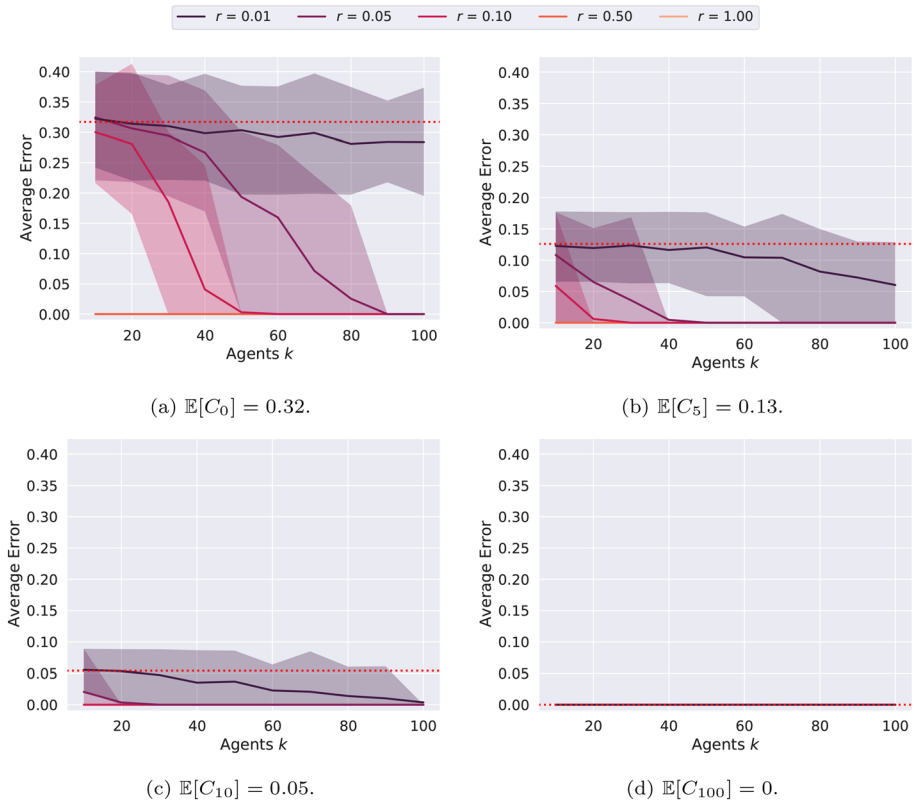 r = 0.01 r = 0.05 r = 0.10 r = 0.50 r = 1.00
0.40
0.35
0.30
0.25
0.20
0.15
0.10
0.05
0.00
Average Error
20 40 60 80 100
Agents k
(a) 𝔼[C₀] = 0.32.
0.40
0.35
0.30
0.25
0.20
0.15
0.10
0.05
0.00
Average Error
20 40 60 80 100
Agents k
(b) 𝔼[C₅] = 0.13.
0.40
0.35
0.30
0.25
0.20
0.15
0.10
0.05
0.00
Average Error
20 40 60 80 100
Agents k
(c) 𝔼[C₁₀] = 0.05.
0.40
0.35
0.30
0.25
0.20
0.15
0.10
0.05
0.00
Average Error
20 40 60 80 100
Agents k
(d) 𝔼[C₁₀₀] = 0.